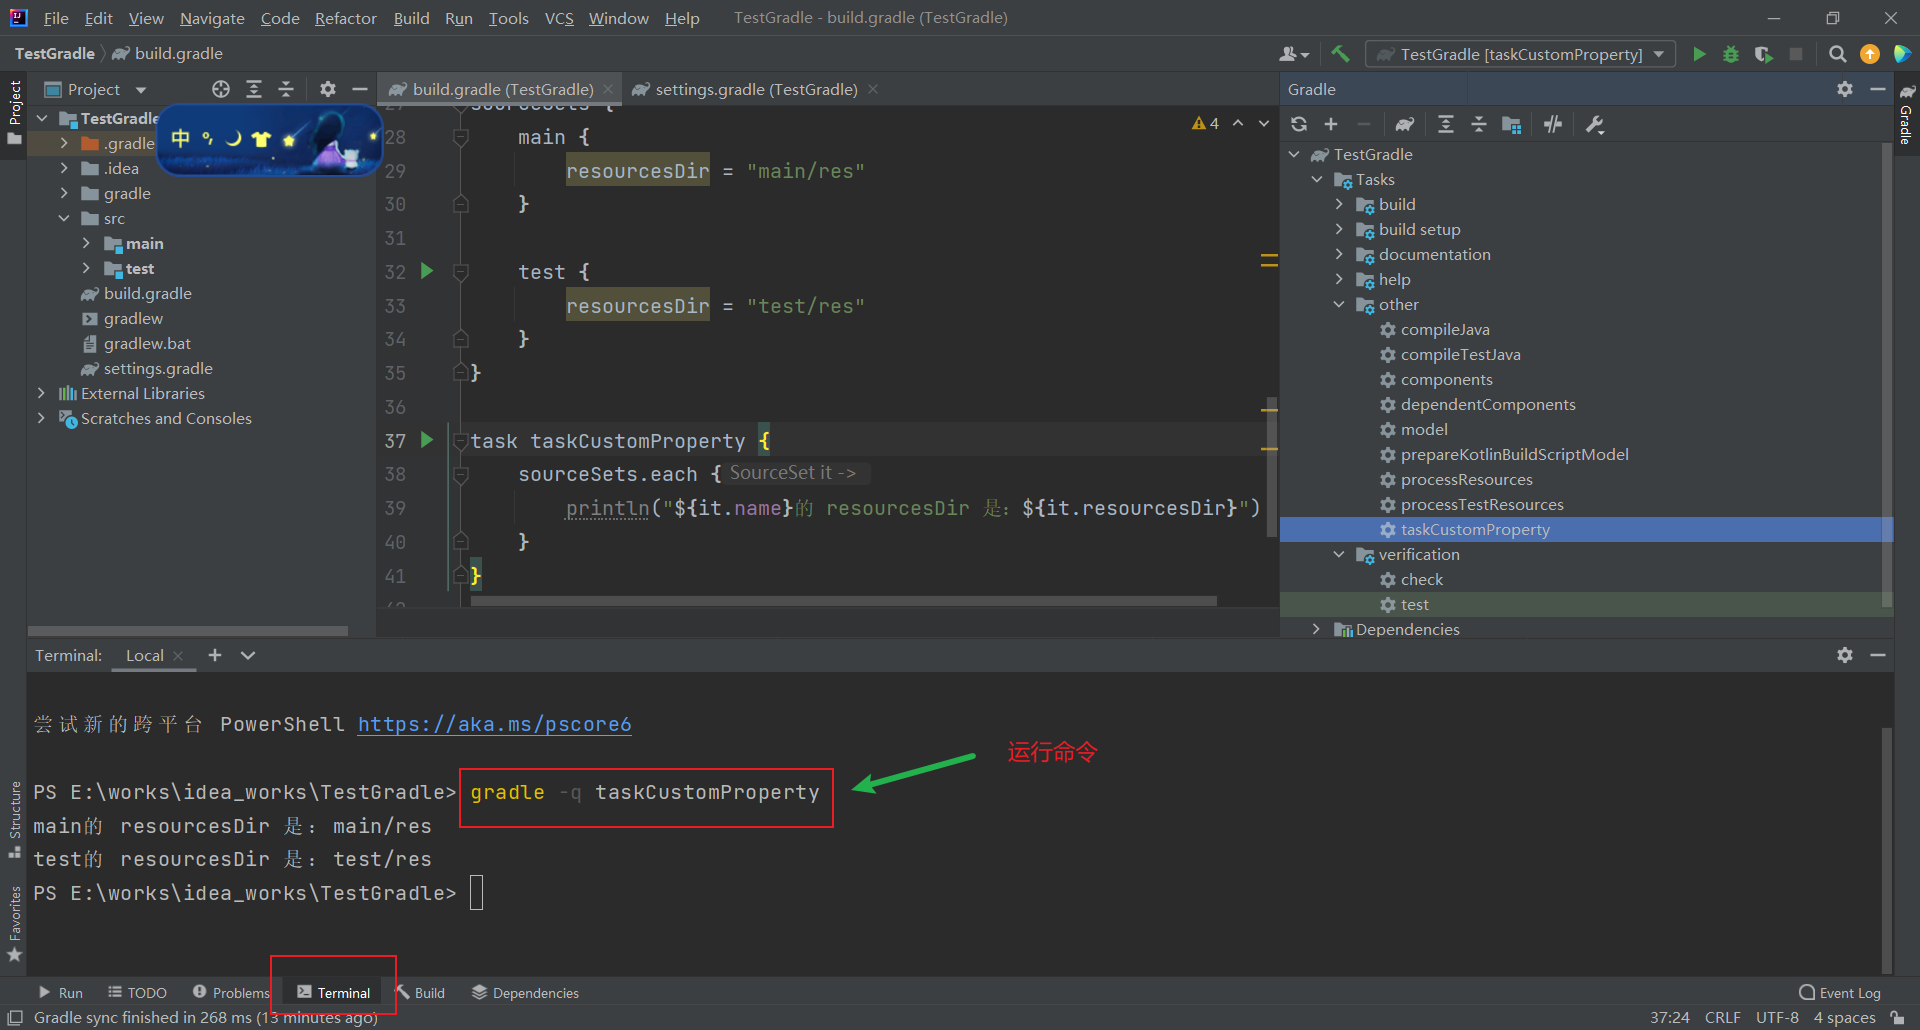 File Edit View Navigate Code Refactor Build Run Tools VCS Window Help TestGradle - build.gradle (TestGradle)
TestGradle build.gradle TestGradle [taskCustomProperty]
Project
build.gradle (TestGradle) settings.gradle (TestGradle)
Gradle
Project
Gradle
TestGradle
.gradle
.idea
gradle
src
main
test
build.gradle
gradlew
gradlew.bat
settings.gradle
External Libraries
Scratches and Consoles
中
4
28 main {
29 resourcesDir = "main/res"
30 }
31
32 test {
33 resourcesDir = "test/res"
34 }
35 }
36
37 task taskCustomProperty {
38 sourceSets.each { SourceSet it ->
39 println("${it.name}的 resourcesDir 是: ${it.resourcesDir}")
40 }
41 }
TestGradle
Tasks
build
build setup
documentation
help
other
compileJava
compileTestJava
components
dependentComponents
model
prepareKotlinBuildScriptModel
processResources
processTestResources
taskCustomProperty
verification
check
test
Dependencies
Terminal: Local
尝试新的跨平台 PowerShell https://aka.ms/pscore6
运行命令
PS E:\works\idea_works\TestGradle> gradle -q taskCustomProperty
main的 resourcesDir 是: main/res
test的 resourcesDir 是: test/res
PS E:\works\idea_works\TestGradle>
Structure
Favorites
Run TODO Problems Terminal Build Dependencies Event Log
Gradle sync finished in 268 ms (13 minutes ago) 37:24 CRLF UTF-8 4 spaces